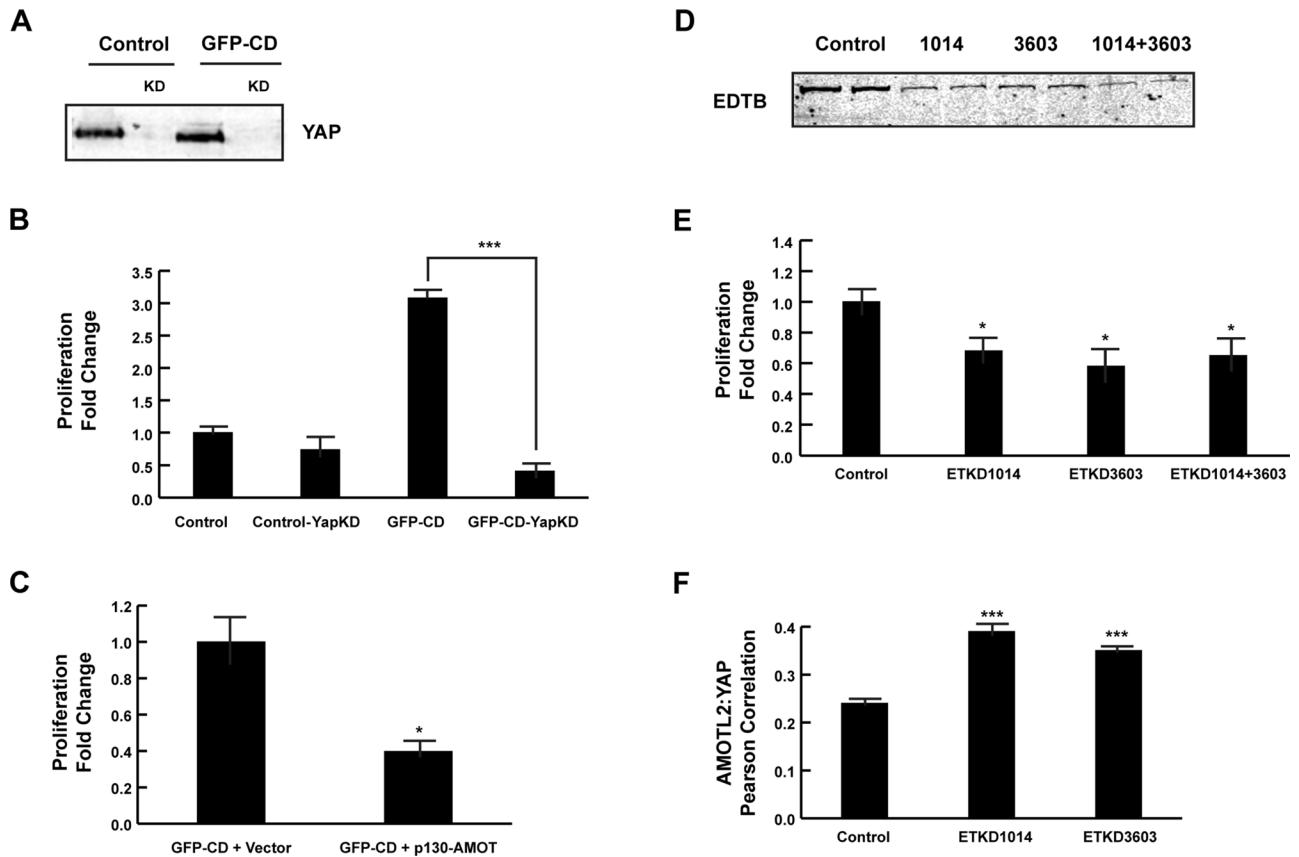 A
Control GFP-CD
KD KD
YAP
B
***
Proliferation
Fold Change
3.5
3.0
2.5
2.0
1.5
1.0
0.5
0.0
Control Control-YapKD GFP-CD GFP-CD-YapKD
C
Proliferation
Fold Change
1.2
1.0
0.8
0.6
0.4
0.2
0.0
*
GFP-CD + Vector GFP-CD + p130-AMOT
D
Control 1014 3603 1014+3603
EDTB
E
Proliferation
Fold Change
1.4
1.2
1.0
0.8
0.6
0.4
0.2
0.0
* * *
Control ETKD1014 ETKD3603 ETKD1014+3603
F
AMOTL2:YAP
Pearson Correlation
0.4
0.3
0.2
0.1
0.0
*** ***
Control ETKD1014 ETKD3603